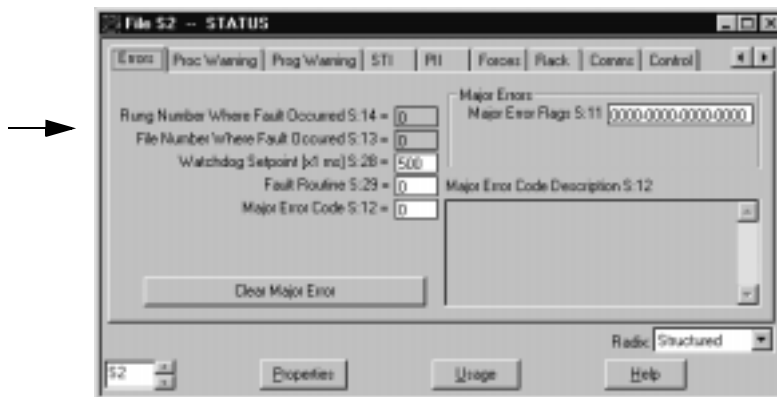 File S2 -- STATUS
Errors Proc Warning Prog Warning STI PII Forces Rack Comms Control
Rung Number Where Fault Occurred S:14 = 0
File Number Where Fault Occured S:13 = 0
Watchdog Setpoint (x1 ms) S:28 = 500
Fault Routine S:29 = 0
Major Error Code S:12 = 0
Clear Major Error
Major Errors
Major Error Flags S:11 0000-0000-0000-0000
Major Error Code Description S:12
Radix: Structured
S2 Properties Usage Help